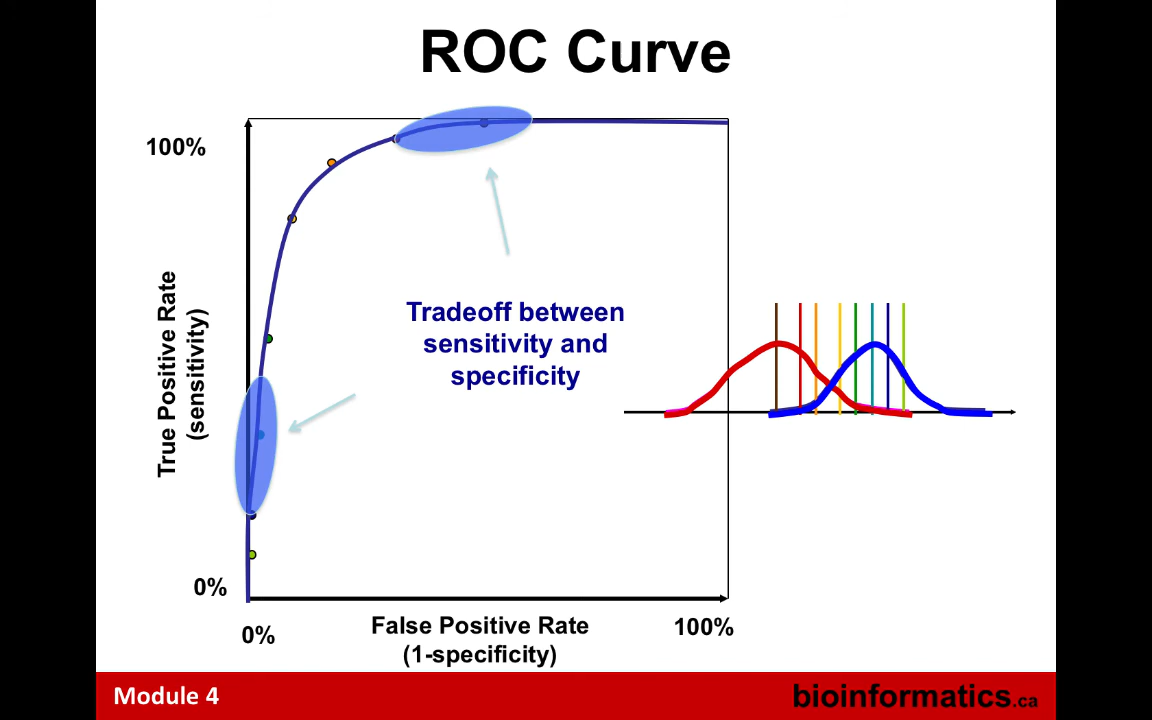 ROC Curve
100%
True Positive Rate
(sensitivity)
Tradeoff between
sensitivity and
specificity
0%
0%
False Positive Rate
(1-specificity)
100%
Module 4
bioinformatics.ca